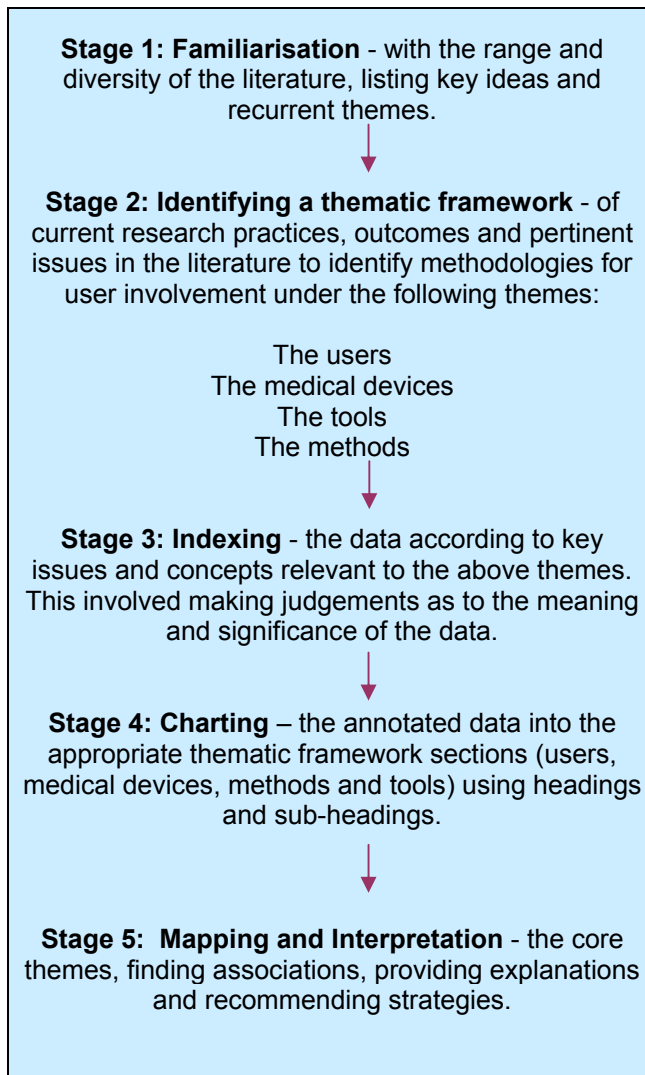 Stage 1: Familiarisation - with the range and
diversity of the literature, listing key ideas and
recurrent themes.
Stage 2: Identifying a thematic framework - of
current research practices, outcomes and pertinent
issues in the literature to identify methodologies for
user involvement under the following themes:
The users
The medical devices
The tools
The methods
Stage 3: Indexing - the data according to key
issues and concepts relevant to the above themes.
This involved making judgements as to the meaning
and significance of the data.
Stage 4: Charting – the annotated data into the
appropriate thematic framework sections (users,
medical devices, methods and tools) using headings
and sub-headings.
Stage 5:  Mapping and Interpretation - the core
themes, finding associations, providing explanations
and recommending strategies.